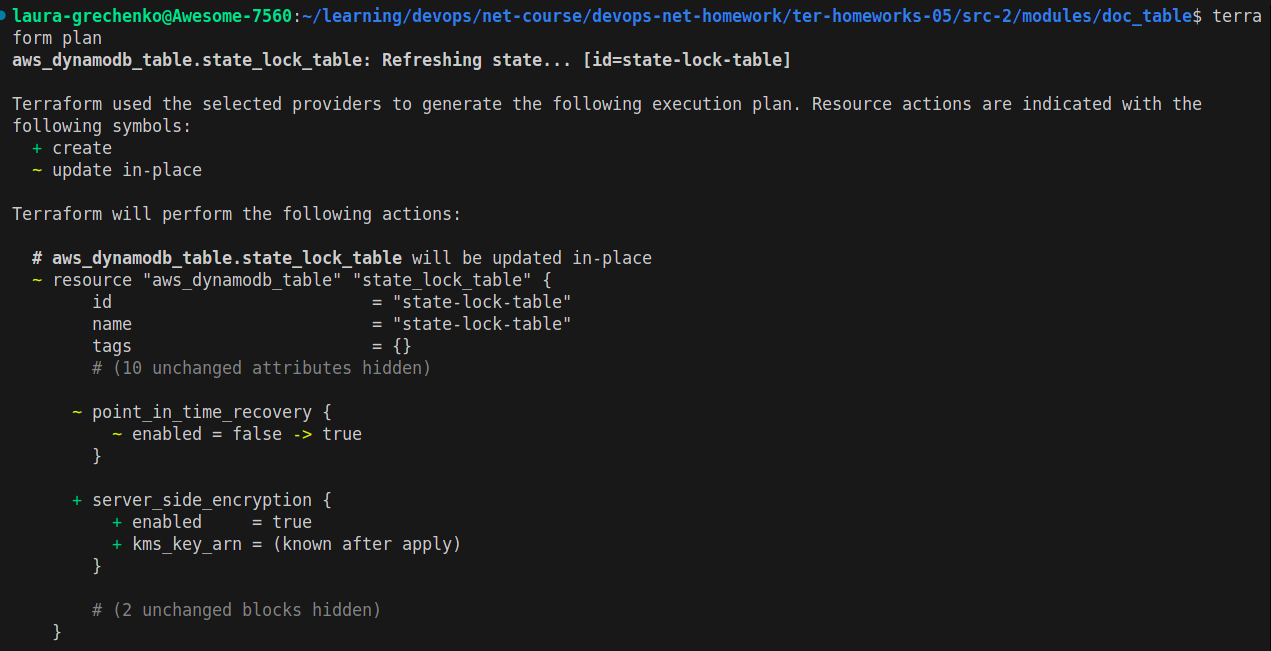 laura-grechenko@Awesome-7560:~/learning/devops/net-course/devops-net-homework/ter-homeworks-05/src-2/modules/doc_table$ terra
form plan
aws_dynamodb_table.state_lock_table: Refreshing state... [id=state-lock-table]

Terraform used the selected providers to generate the following execution plan. Resource actions are indicated with the
following symbols:
  + create
  ~ update in-place

Terraform will perform the following actions:

  # aws_dynamodb_table.state_lock_table will be updated in-place
  ~ resource "aws_dynamodb_table" "state_lock_table" {
        id                          = "state-lock-table"
        name                        = "state-lock-table"
        tags                        = {}
        # (10 unchanged attributes hidden)

      ~ point_in_time_recovery {
          ~ enabled = false -> true
        }

      + server_side_encryption {
          + enabled     = true
          + kms_key_arn = (known after apply)
        }

        # (2 unchanged blocks hidden)
    }